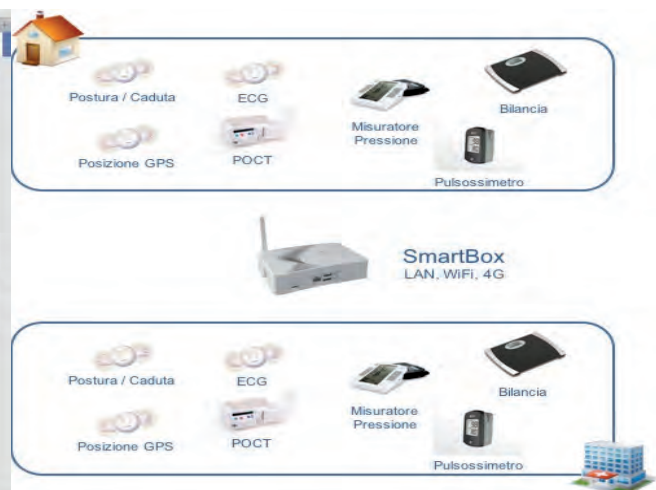 Postura / Caduta
ECG
Bilancia
Misuratore
Pressione
Posizione GPS
POCT
Pulsossimetro
SmartBox
LAN, WiFi, 4G
Postura / Caduta
ECG
Bilancia
Misuratore
Pressione
Posizione GPS
POCT
Pulsossimetro